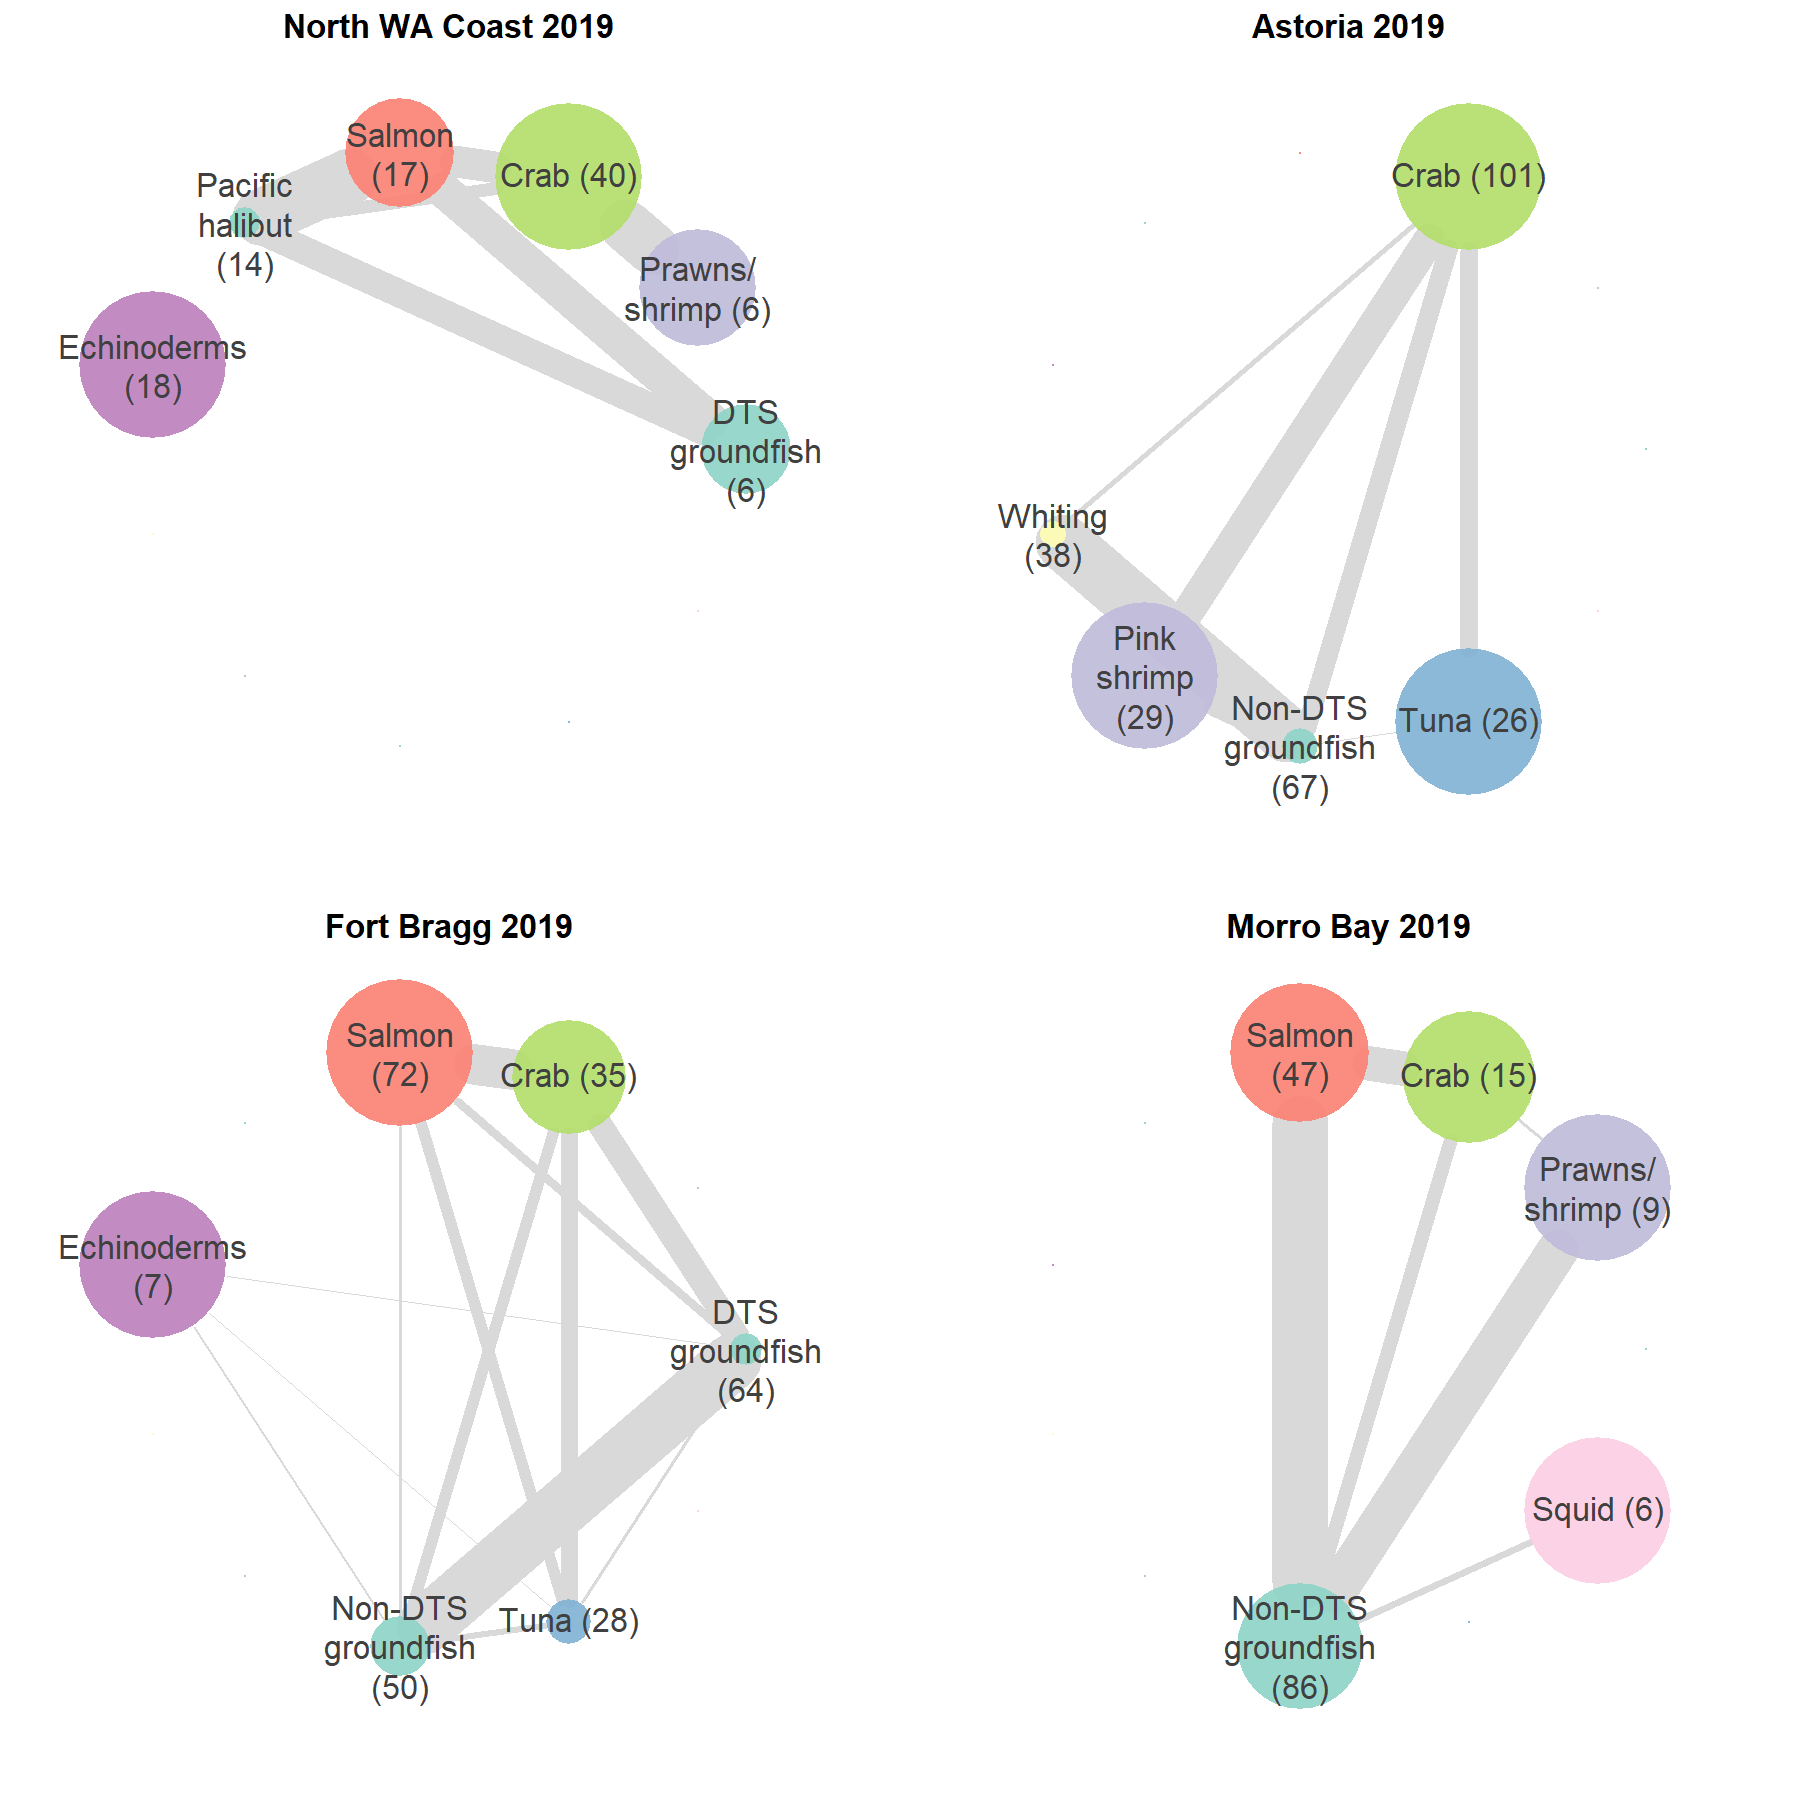 North WA Coast 2019
Salmon
(17)
Crab (40)
Pacific
halibut
(14)
Prawns/
shrimp (6)
Echinoderms
(18)
DTS
groundfish
(6)
Astoria 2019
Crab (101)
Whiting
(38)
Pink
shrimp
(29)
Non-DTS
groundfish
(67)
Tuna (26)
Fort Bragg 2019
Salmon
(72)
Crab (35)
Echinoderms
(7)
DTS
groundfish
(64)
Non-DTS
groundfish
(50)
Tuna (28)
Morro Bay 2019
Salmon
(47)
Crab (15)
Prawns/
shrimp (9)
Squid (6)
Non-DTS
groundfish
(86)